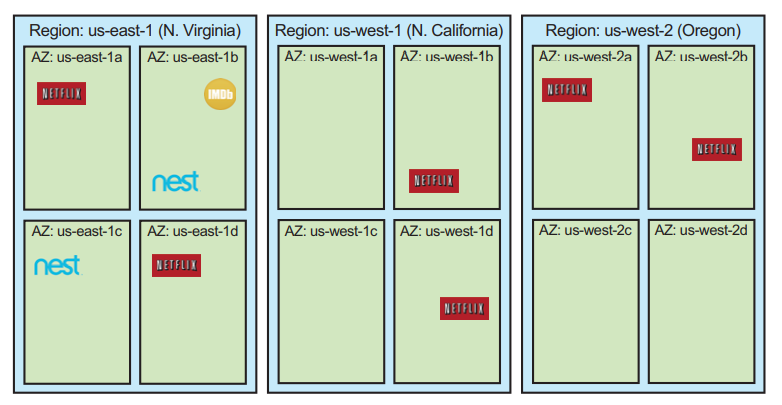 Region: us-east-1 (N. Virginia)
AZ: us-east-1a
NETFLIX
AZ: us-east-1b
IMDb
nest
AZ: us-east-1c
nest
AZ: us-east-1d
NETFLIX
Region: us-west-1 (N. California)
AZ: us-west-1a
AZ: us-west-1b
NETFLIX
AZ: us-west-1c
AZ: us-west-1d
NETFLIX
Region: us-west-2 (Oregon)
AZ: us-west-2a
NETFLIX
AZ: us-west-2b
NETFLIX
AZ: us-west-2c
AZ: us-west-2d